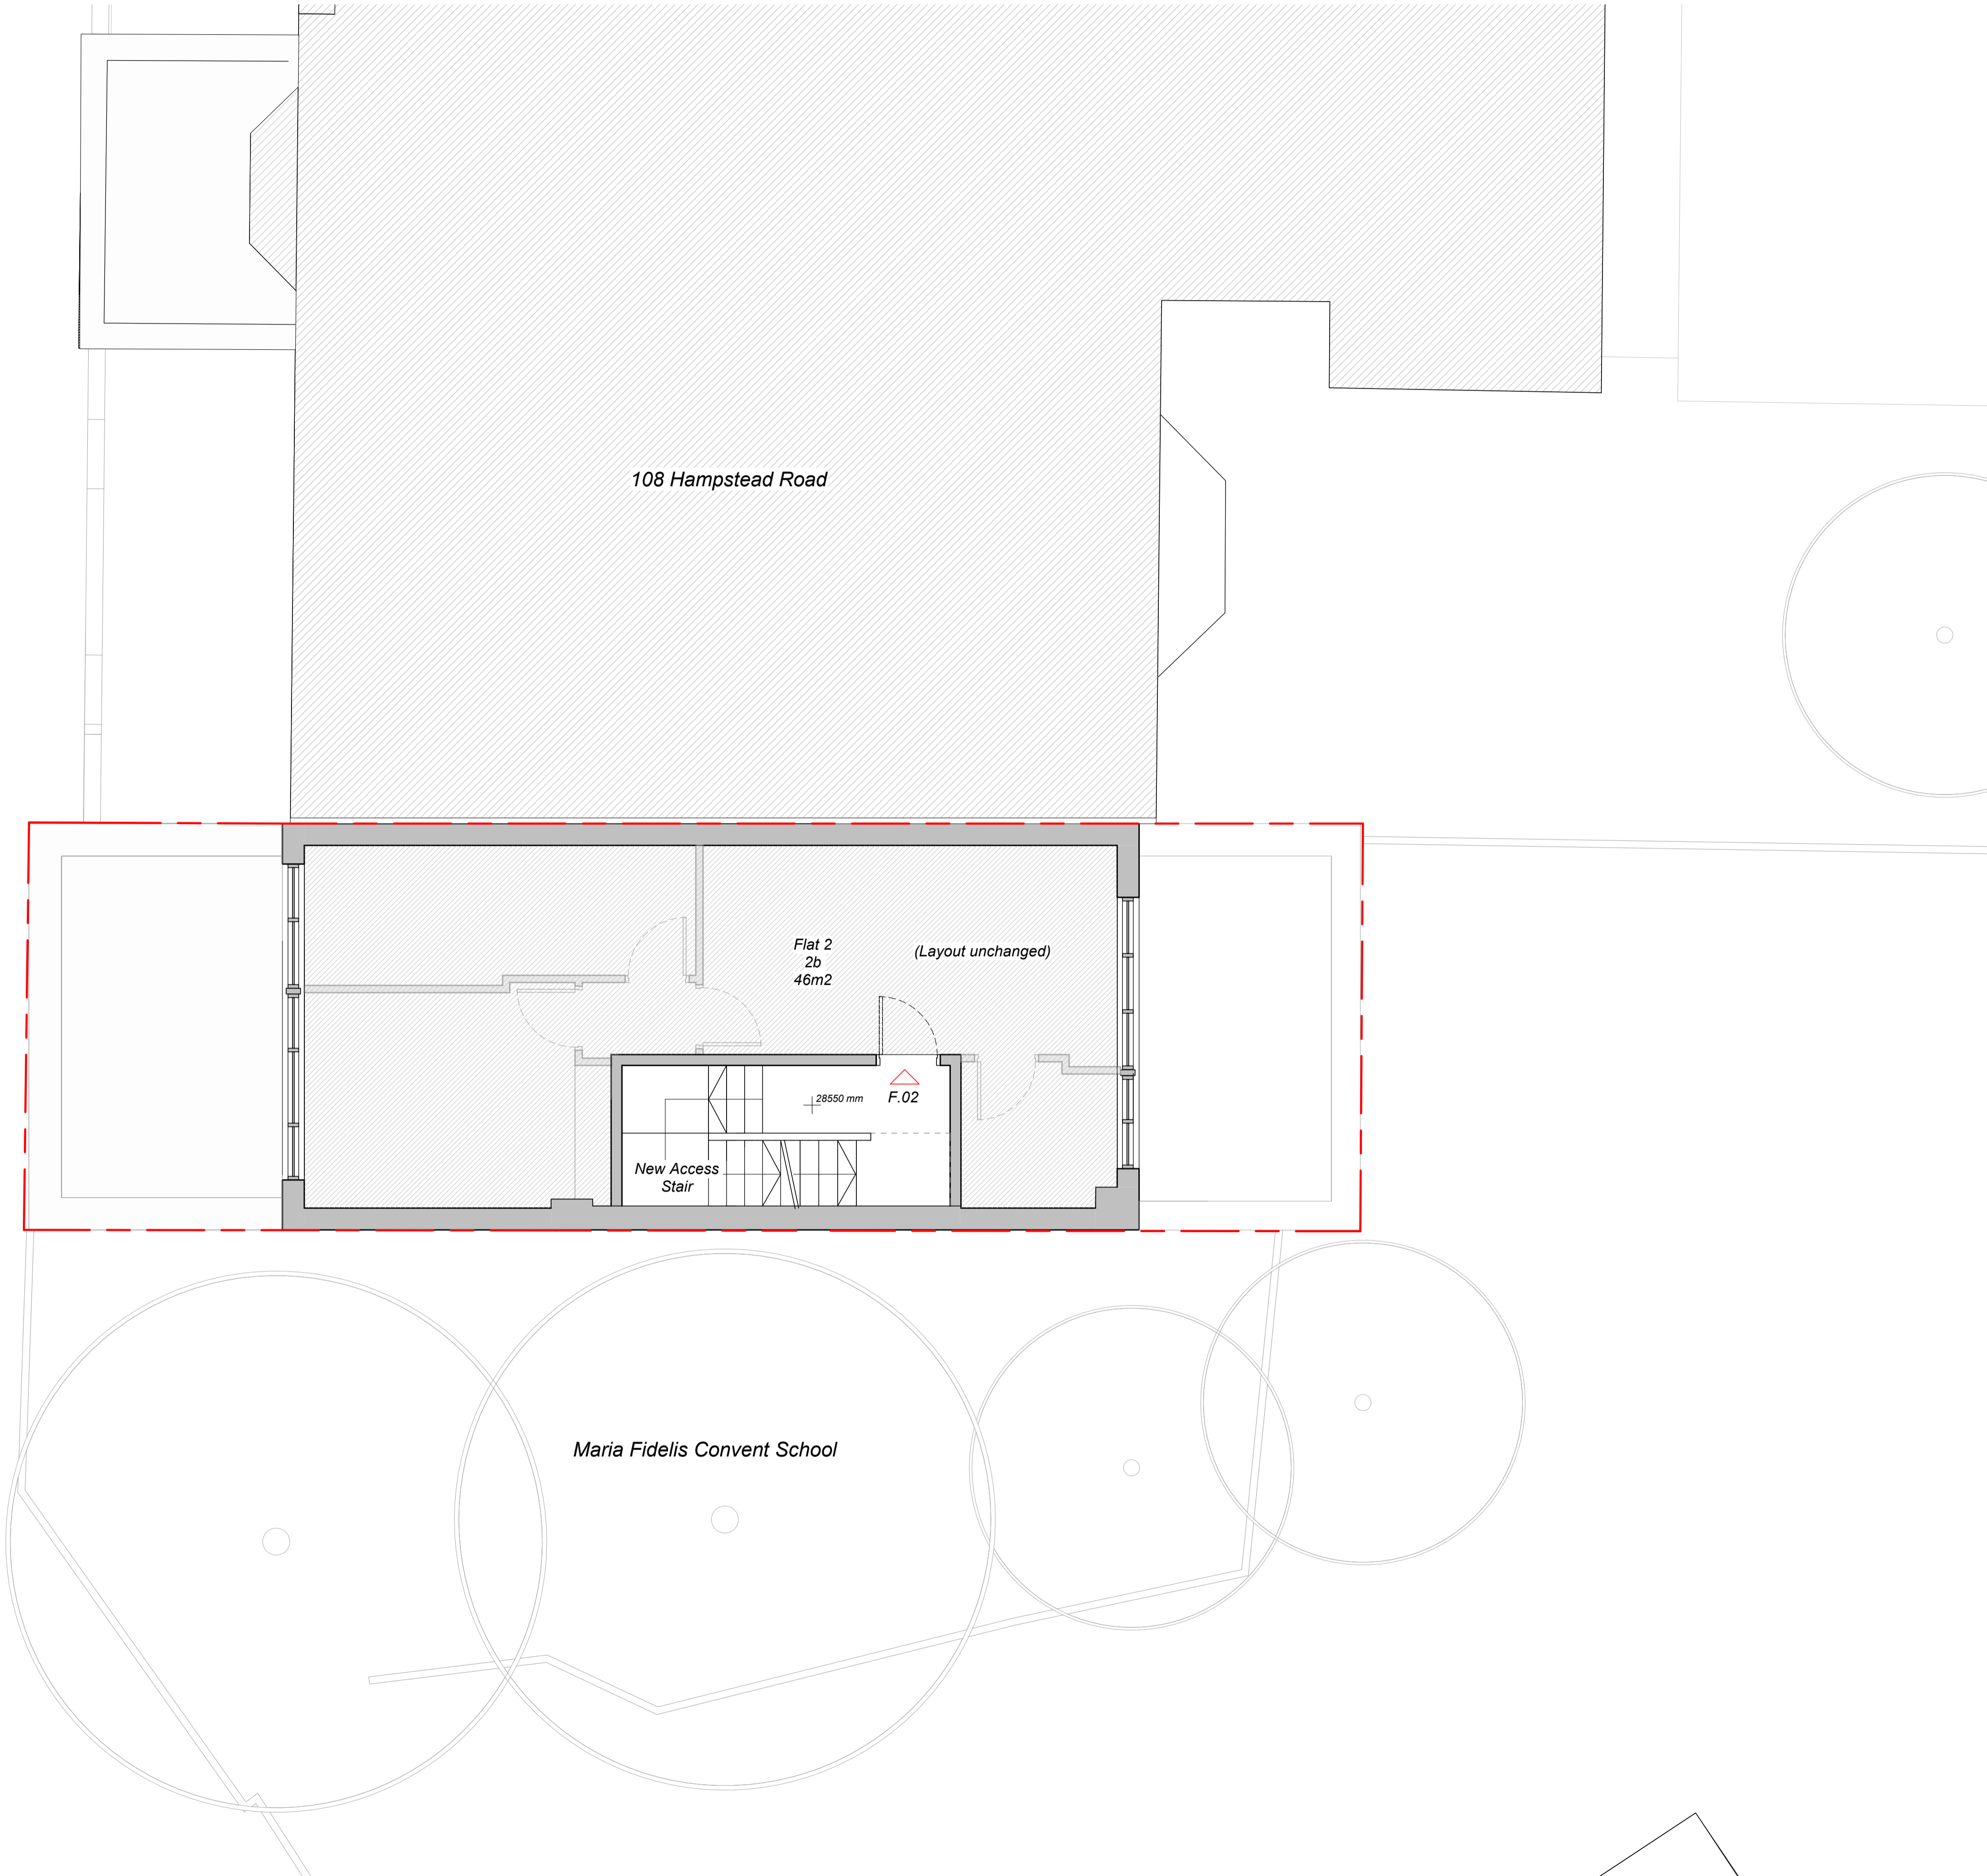 108 Hampstead Road
Flat 2
2b
46m2
(Layout unchanged)
28550 mm
F.02
New Access
Stair
Maria Fidelis Convent School